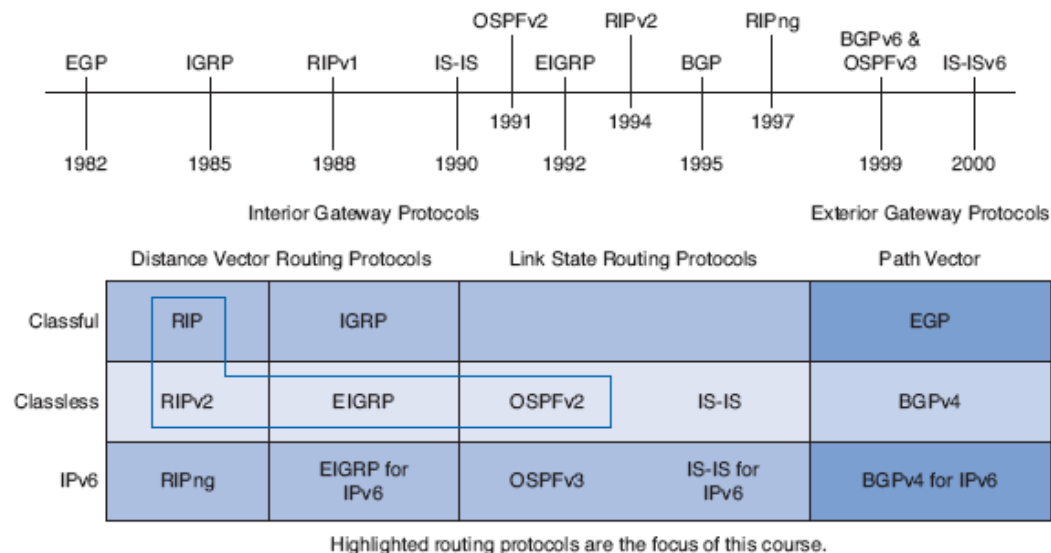 OSPFv2 RIPv2 RIPng
EGP IGRP RIPv1 IS-IS EIGRP BGP BGPv6 &
OSPFv3 IS-ISv6
1991 1994 1997
1982 1985 1988 1990 1992 1995 1999 2000
Interior Gateway Protocols Exterior Gateway Protocols
Distance Vector Routing Protocols Link State Routing Protocols Path Vector
Classful RIP IGRP EGP
Classless RIPv2 EIGRP OSPFv2 IS-IS BGPv4
IPv6 RIPng EIGRP for
IPv6 OSPFv3 IS-IS for
IPv6 BGPv4 for IPv6
Highlighted routing protocols are the focus of this course.